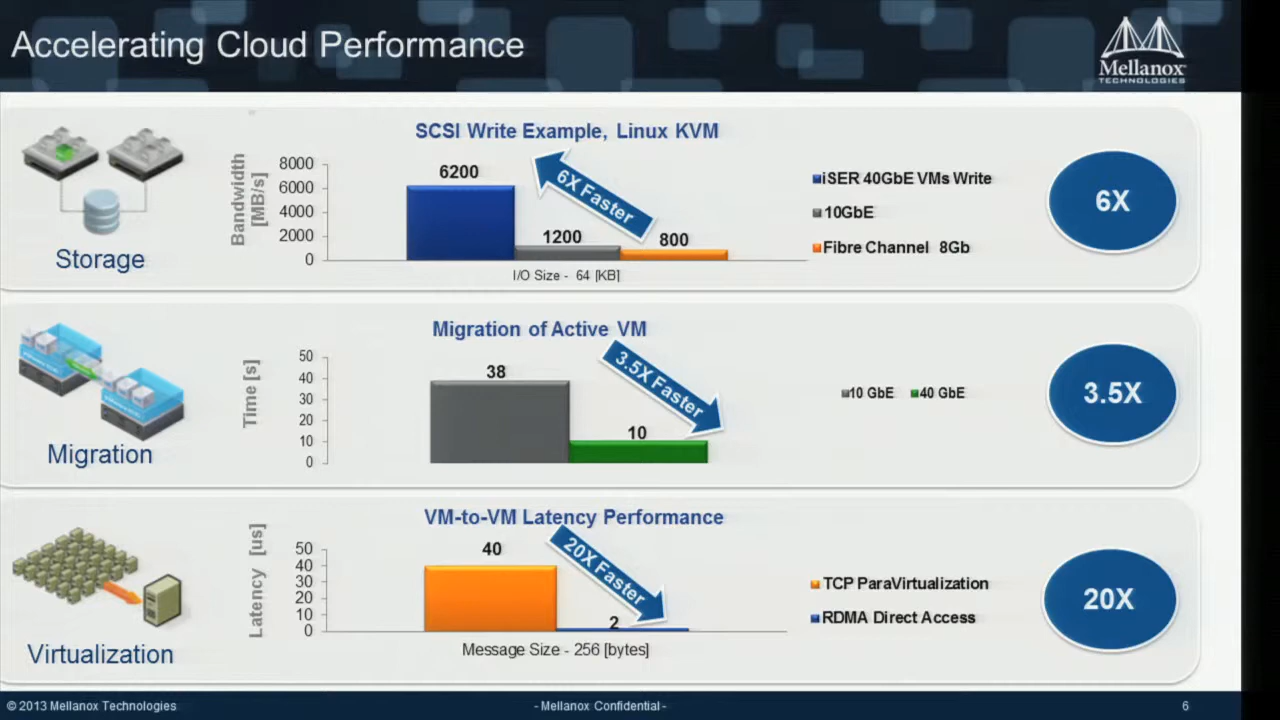 Accelerating Cloud Performance
Mellanox
TECHNOLOGIES
SCSI Write Example, Linux KVM
Storage
Bandwidth
[MB/s]
8000
6000
4000
2000
0
6200
1200
800
6X Faster
I/O Size - 64 [KB]
iSER 40GbE VMs Write
10GbE
Fibre Channel 8Gb
6X
Migration of Active VM
Migration
Time [s]
50
40
30
20
10
0
38
10
3.5X Faster
10 GbE
40 GbE
3.5X
VM-to-VM Latency Performance
Virtualization
Latency [us]
50
40
30
20
10
0
40
2
20X Faster
Message Size - 256 [bytes]
TCP ParaVirtualization
RDMA Direct Access
20X
© 2013 Mellanox Technologies
- Mellanox Confidential -
6